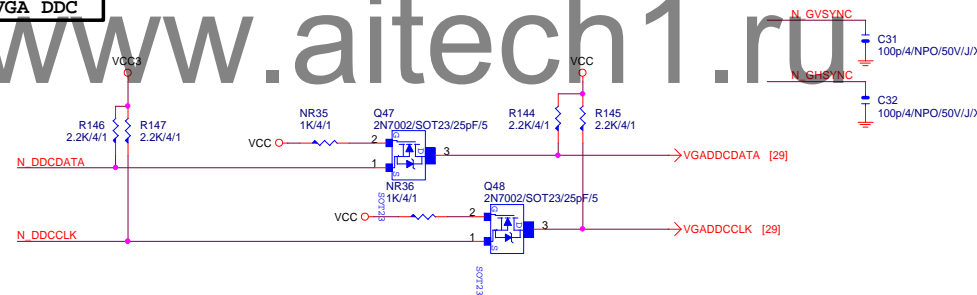 VGA DDC
www.aitech1.ru
N_GVSYNC
C31
100p/4/NPO/50V/J/X
N_GHSYNC
C32
100p/4/NPO/50V/J/X
VCC3
VCC
R146
2.2K/4/1
R147
2.2K/4/1
NR35
1K/4/1
Q47
2N7002/SOT23/25pF/5
R144
2.2K/4/1
R145
2.2K/4/1
VCC
2
G
D
3
1
S
N_DDCDATA
VGADDCDATA [29]
SOT23
NR36
1K/4/1
Q48
2N7002/SOT23/25pF/5
VCC
2
G
D
3
1
S
N_DDCCLK
VGADDCCLK [29]
SOT23